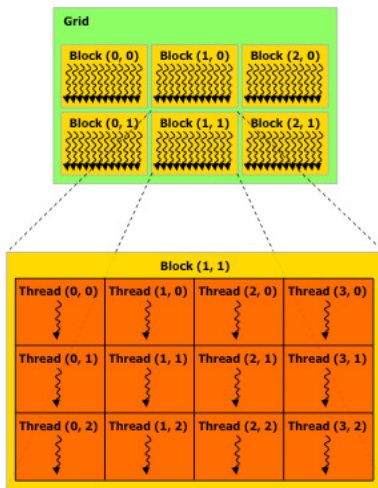 Grid
Block (0, 0) Block (1, 0) Block (2, 0)
Block (0, 1) Block (1, 1) Block (2, 1)
Block (1, 1)
Thread (0, 0) Thread (1, 0) Thread (2, 0) Thread (3, 0)
Thread (0, 1) Thread (1, 1) Thread (2, 1) Thread (3, 1)
Thread (0, 2) Thread (1, 2) Thread (2, 2) Thread (3, 2)